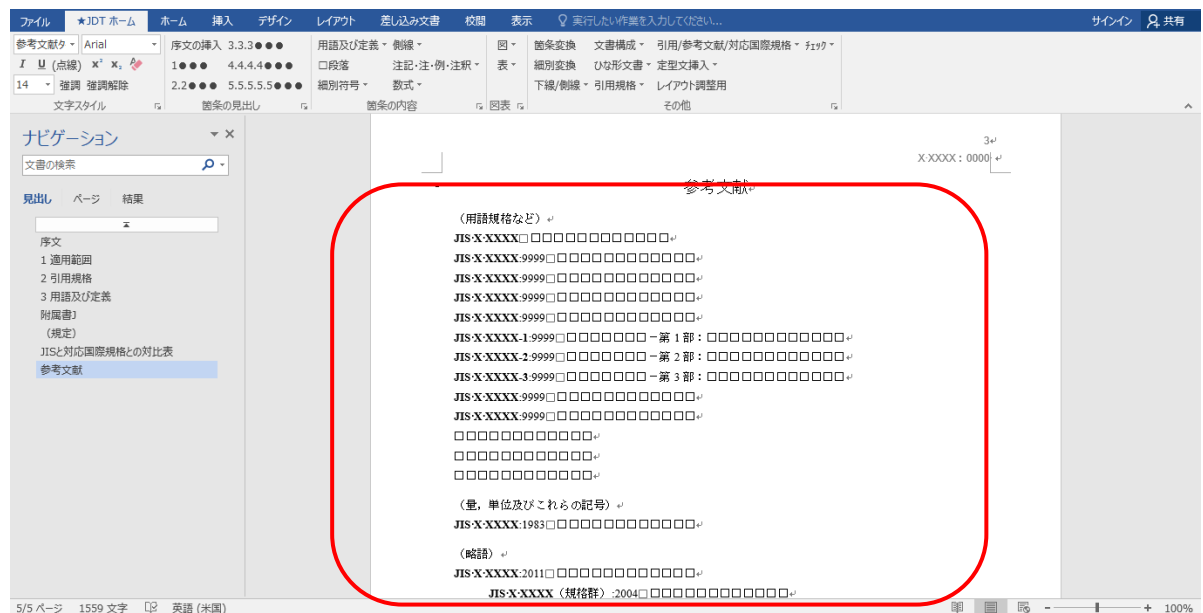 ファイル ★JDT ホーム ホーム 挿入 デザイン レイアウト 差し込み文書 校閲 表示 実行したい作業を入力してください... サインイン 共有
参考文献タ Arial 序文の挿入 3.3.3●●● 用語及び定義 側線 図 箇条変換 文書構成 引用/参考文献/対応国際規格 チェック
I U (点線) x² x₂ 1●●● 4.4.4.4●●● □段落 注記・注・例・注釈 表 細別変換 ひな形文書 定型文挿入
14 強調 強調解除 2.2●●● 5.5.5.5.5●●● 細別符号 数式 下線/側線 引用規格 レイアウト調整用
文字スタイル 箇条の見出し 箇条の内容 図表 その他
ナビゲーション
文書の検索
見出し ページ 結果
序文
1 適用範囲
2 引用規格
3 用語及び定義
附属書J
（規定）
JISと対応国際規格との対比表
参考文献
3↵
X·XXXX：0000 ↵
参考文献↵
（用語規格など）↵
JIS·X·XXXX□□□□□□□□□□□□□↵
JIS·X·XXXX:9999□□□□□□□□□□□□□↵
JIS·X·XXXX:9999□□□□□□□□□□□□□↵
JIS·X·XXXX:9999□□□□□□□□□□□□□↵
JIS·X·XXXX:9999□□□□□□□□□□□□□↵
JIS·X·XXXX-1:9999□□□□□□□□－第 1 部：□□□□□□□□□□□□↵
JIS·X·XXXX-2:9999□□□□□□□□－第 2 部：□□□□□□□□□□□□↵
JIS·X·XXXX-3:9999□□□□□□□□－第 3 部：□□□□□□□□□□□□↵
JIS·X·XXXX:9999□□□□□□□□□□□□□↵
JIS·X·XXXX:9999□□□□□□□□□□□□□↵
□□□□□□□□□□□□↵
□□□□□□□□□□□□↵
□□□□□□□□□□□□↵
（量，単位及びこれらの記号）↵
JIS·X·XXXX:1983□□□□□□□□□□□□□↵
（略語）↵
JIS·X·XXXX:2011□□□□□□□□□□□□□↵
JIS·X·XXXX（規格群）:2004□□□□□□□□□□□□□↵
5/5 ページ 1559 文字 英語 (米国) - + 100%